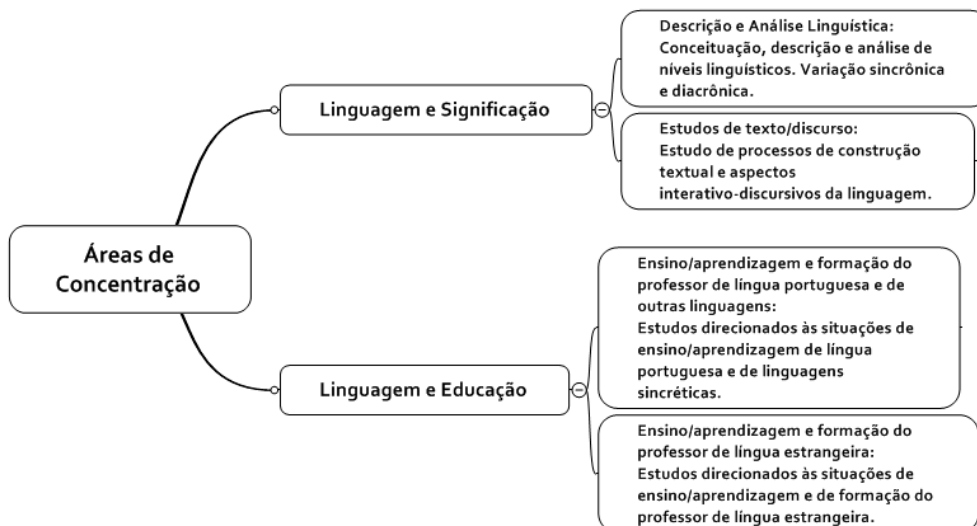 Áreas de
Concentração
Linguagem e Significação
Descrição e Análise Linguística:
Conceituação, descrição e análise de
níveis linguísticos. Variação sincrônica
e diacrônica.
Estudos de texto/discurso:
Estudo de processos de construção
textual e aspectos
interativo-discursivos da linguagem.
Linguagem e Educação
Ensino/aprendizagem e formação do
professor de língua portuguesa e de
outras linguagens:
Estudos direcionados às situações de
ensino/aprendizagem de língua
portuguesa e de linguagens
sincréticas.
Ensino/aprendizagem e formação do
professor de língua estrangeira:
Estudos direcionados às situações de
ensino/aprendizagem e de formação do
professor de língua estrangeira.